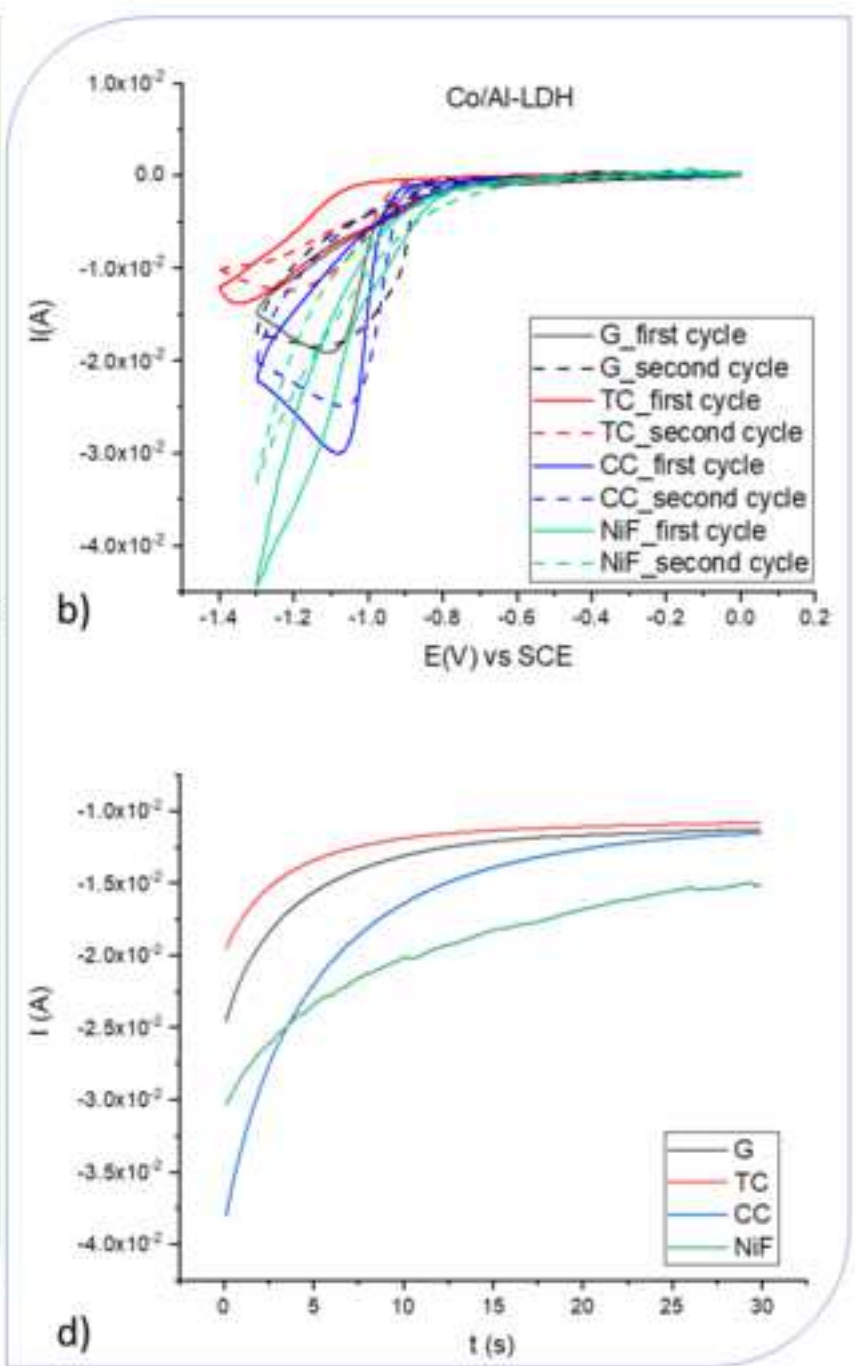 Co/Al-LDH
1.0x10⁻²
0.0
-1.0x10⁻²
-2.0x10⁻²
-3.0x10⁻²
-4.0x10⁻²
I(A)
G_first cycle
G_second cycle
TC_first cycle
TC_second cycle
CC_first cycle
CC_second cycle
NiF_first cycle
NiF_second cycle
-1.4 -1.2 -1.0 -0.8 -0.6 -0.4 -0.2 0.0 0.2
E(V) vs SCE
b)
-1.0x10⁻²
-1.5x10⁻²
-2.0x10⁻²
-2.5x10⁻²
-3.0x10⁻²
-3.5x10⁻²
-4.0x10⁻²
I (A)
G
TC
CC
NiF
0 5 10 15 20 25 30
t (s)
d)